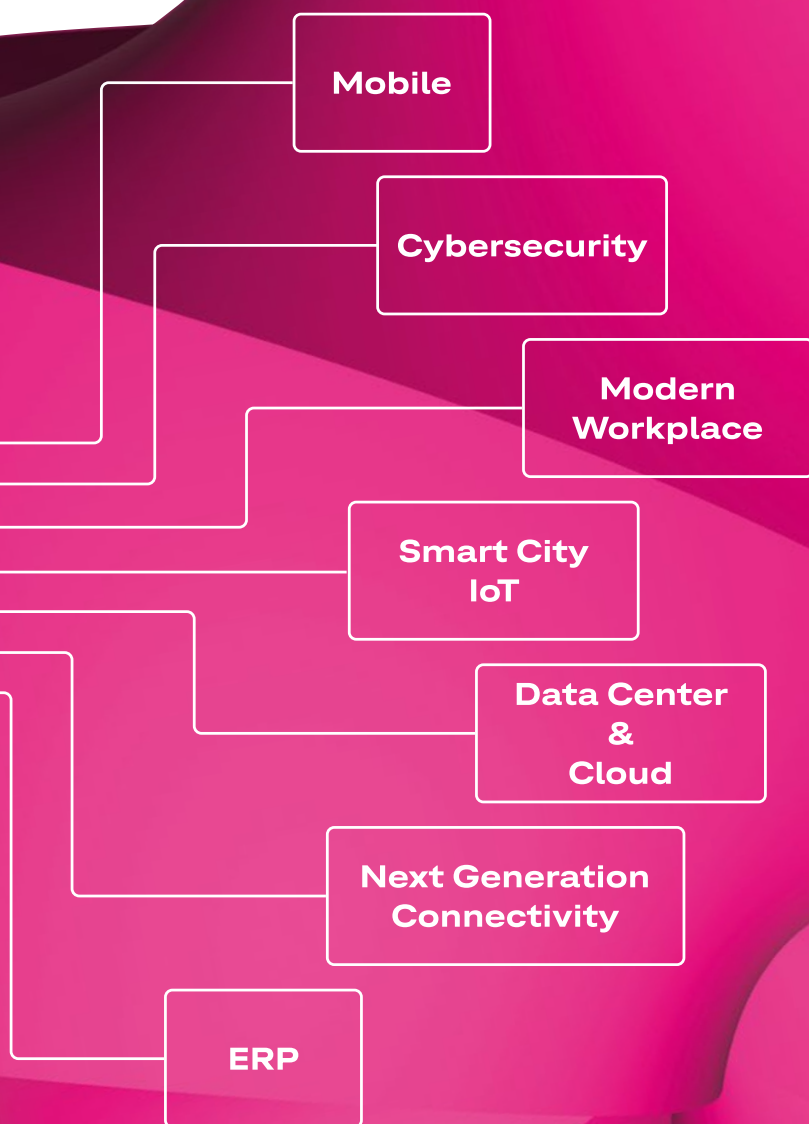 Mobile
Cybersecurity
Modern
Workplace
Smart City
IoT
Data Center
&
Cloud
Next Generation
Connectivity
ERP